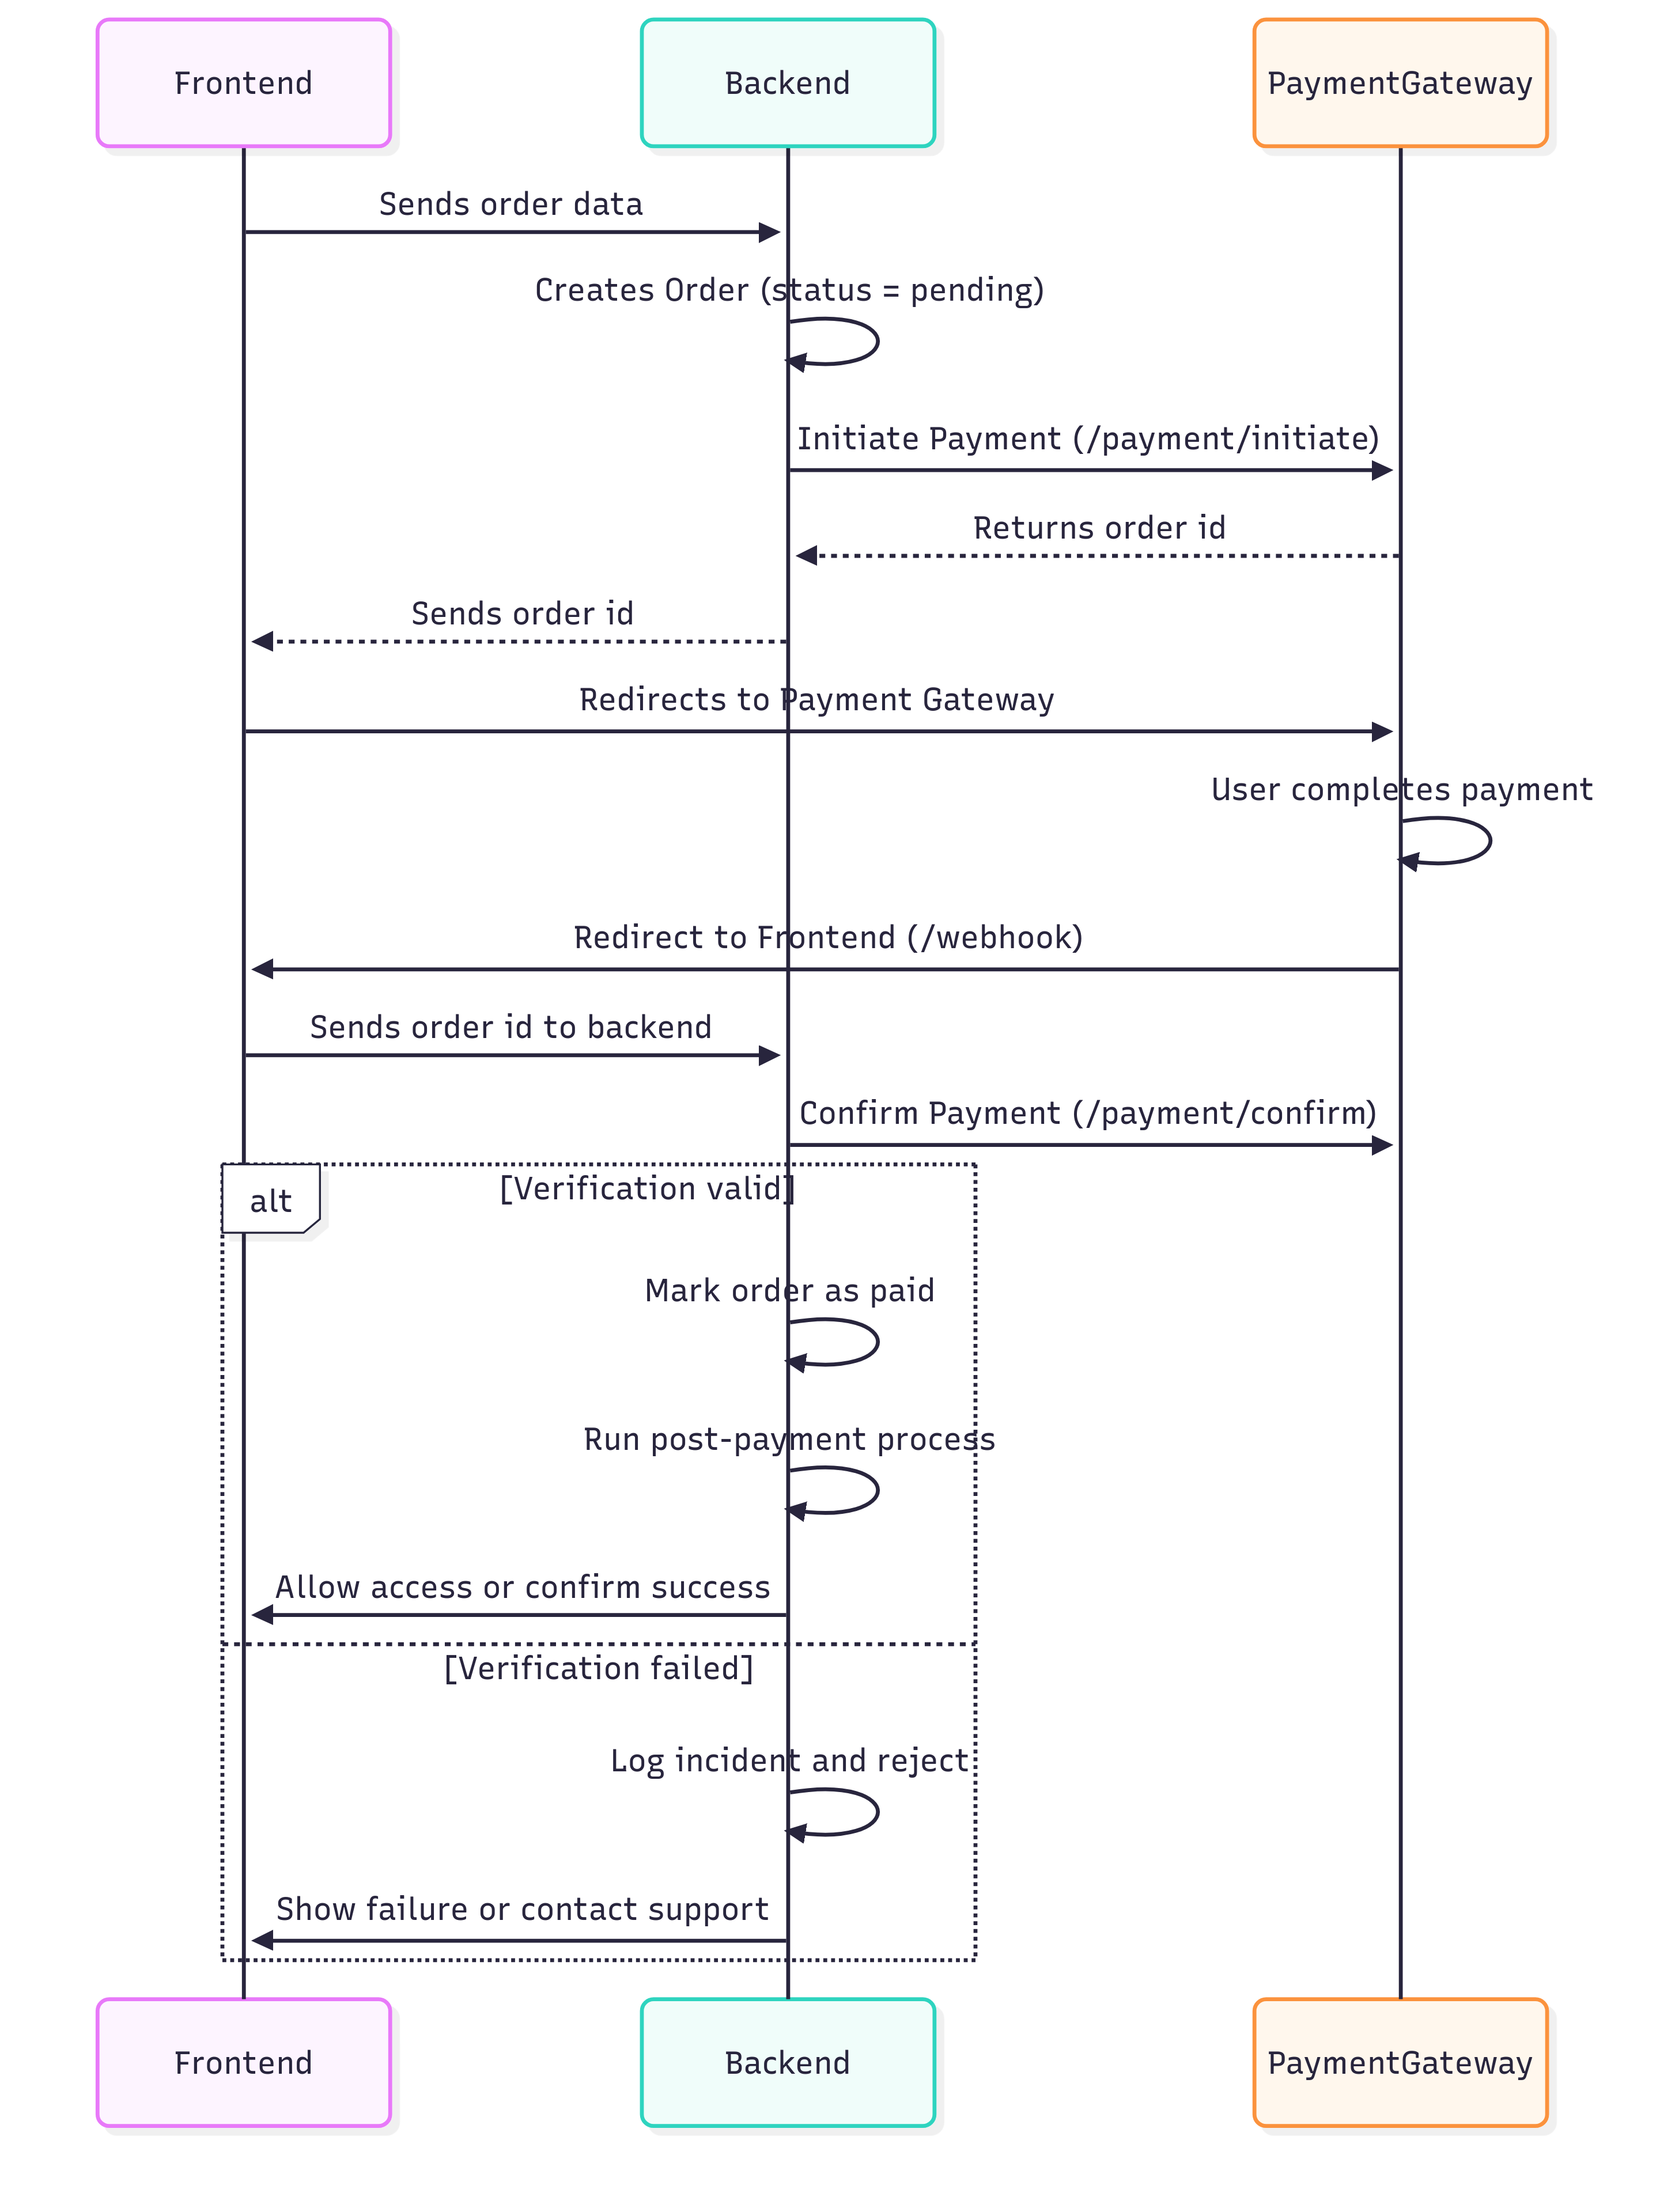 Frontend
Backend
PaymentGateway
Sends order data
Creates Order (status = pending)
Initiate Payment (/payment/initiate)
Returns order id
Sends order id
Redirects to Payment Gateway
User completes payment
Redirect to Frontend (/webhook)
Sends order id to backend
Confirm Payment (/payment/confirm)
alt
[Verification valid]
Mark order as paid
Run post-payment process
Allow access or confirm success
[Verification failed]
Log incident and reject
Show failure or contact support
Frontend
Backend
PaymentGateway